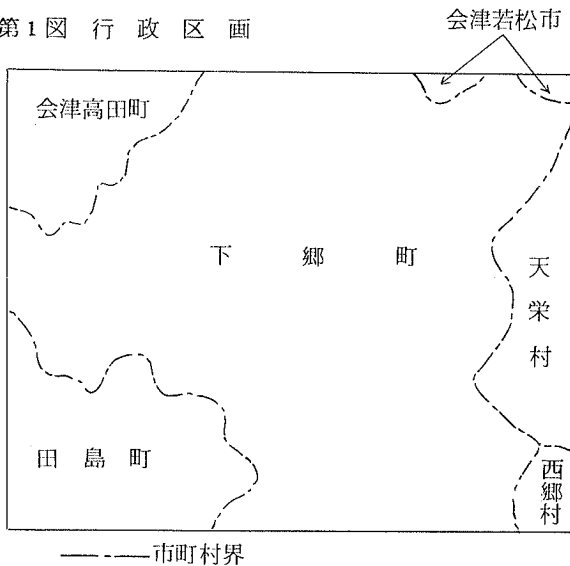 第1図 行政区画
会津若松市
会津高田町
下郷町
天栄村
田島町
西郷村
市町村界